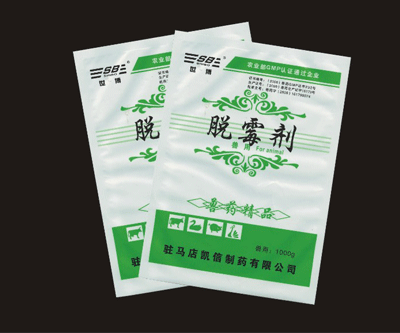 SB
世博
农业部GMP认证通过企业
脱霉剂
兽用 For animal
兽药精品
兽用：1000g
驻马店凯信制药有限公司